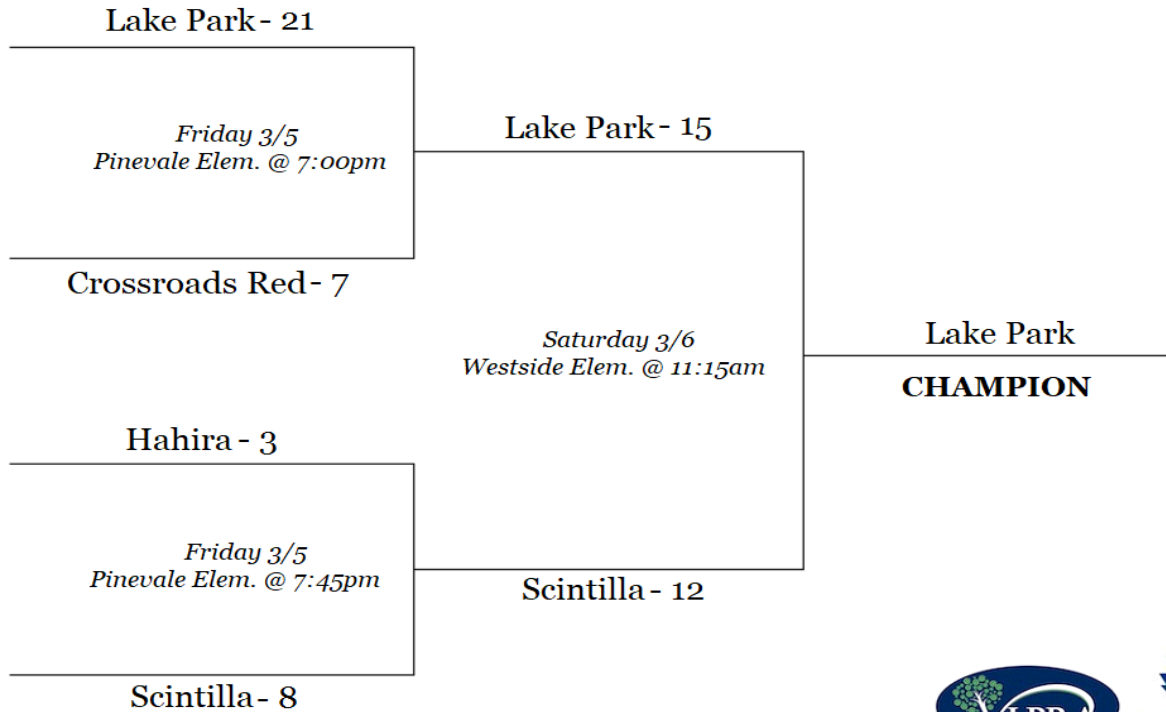 Lake Park - 21
Friday 3/5
Pinevale Elem. @ 7:00pm
Crossroads Red - 7
Lake Park - 15
Saturday 3/6
Westside Elem. @ 11:15am
Lake Park
CHAMPION
Hahira - 3
Friday 3/5
Pinevale Elem. @ 7:45pm
Scintilla - 12
Scintilla - 8